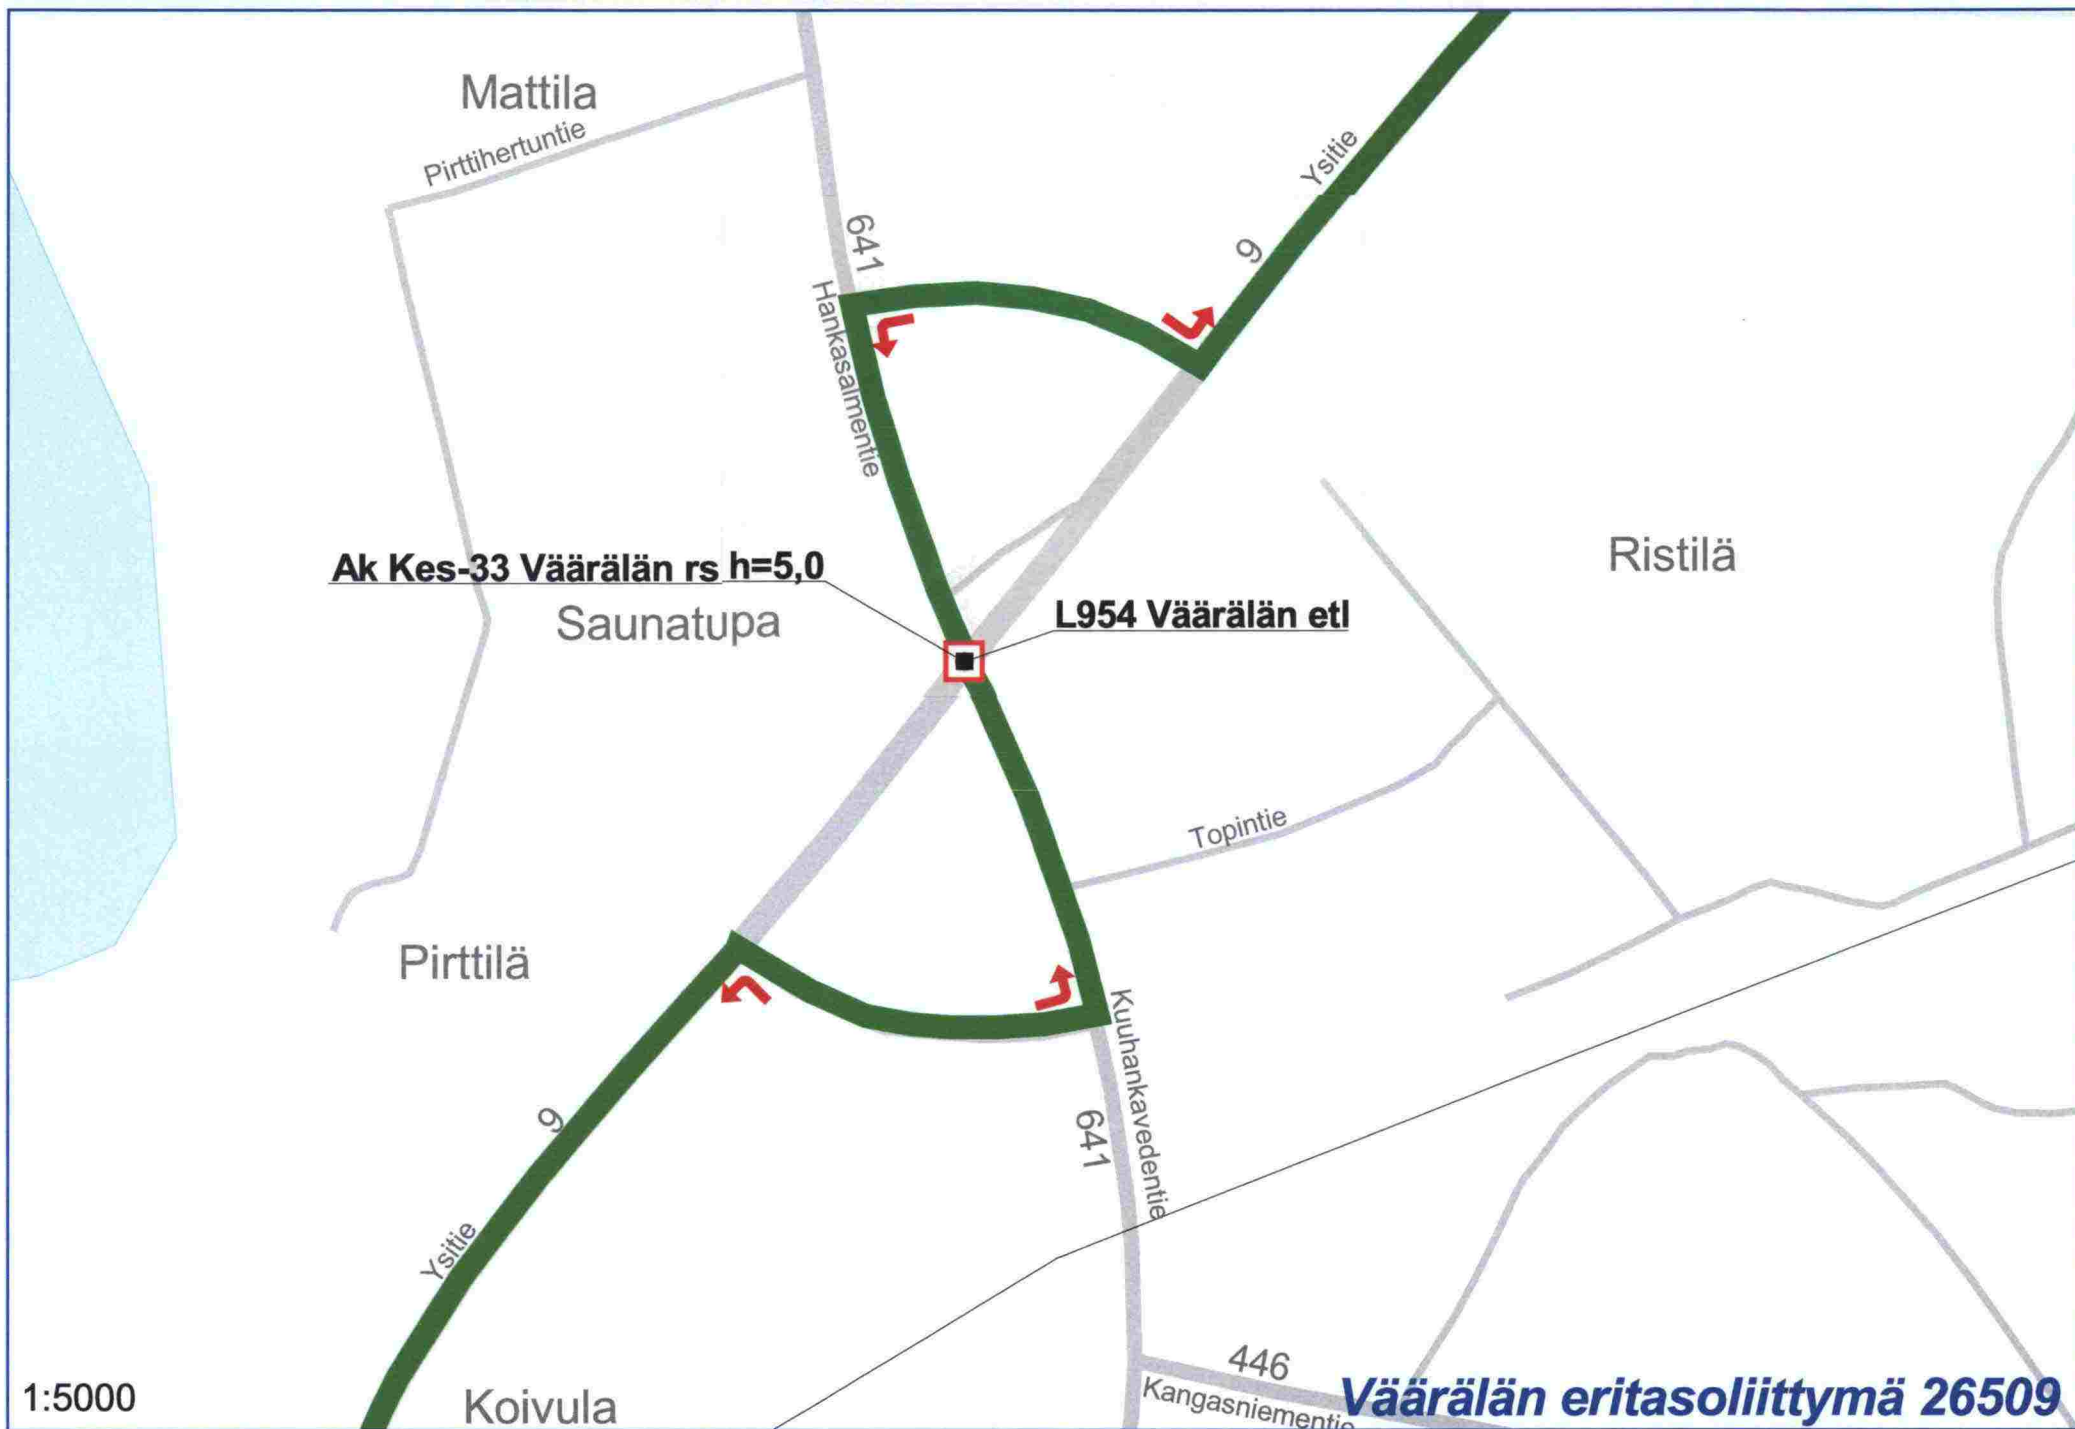 Mattila
Pirttihertuntie
Ysitie
641
9
Hankasalmentie
Ristilä
Ak Kes-33 Väärälän rs h=5,0
L954 Väärälän etl
Saunatupa
Topintie
Pirttilä
Kuuhankavedentie
9
641
Ysitie
446
1:5000
Koivula
Kangasniementie
Väärälän eritasoliittymä 26509